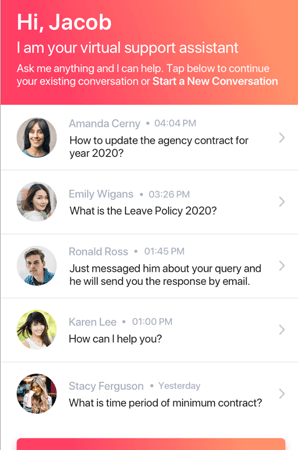 Hi, Jacob
I am your virtual support assistant
Ask me anything and I can help. Tap below to continue
your existing conversation or Start a New Conversation
Amanda Cerny • 04:04 PM
How to update the agency contract for
year 2020?
Emily Wigans • 03:26 PM
What is the Leave Policy 2020?
Ronald Ross • 01:45 PM
Just messaged him about your query and
he will send you the response by email.
Karen Lee • 01:00 PM
How can I help you?
Stacy Ferguson • Yesterday
What is time period of minimum contract?